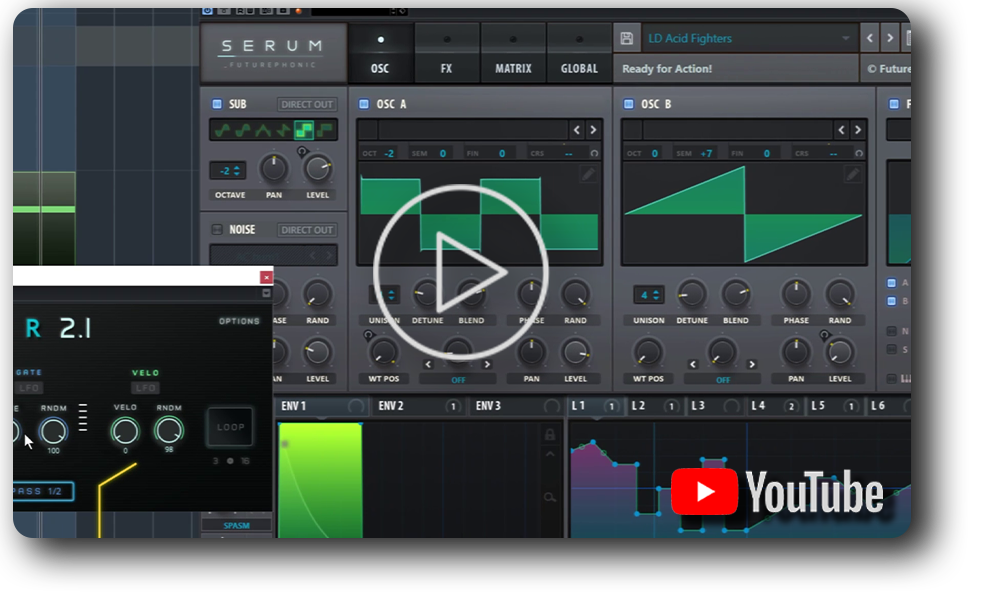 SERUM
_FUTUREPHONIC
OSC
FX
MATRIX
GLOBAL
LD Acid Fighters
Ready for Action!
© Future
SUB
DIRECT OUT
-2
OCTAVE
PAN
LEVEL
NOISE
DIRECT OUT
OSC A
OCT -2 SEM 0 FIN 0 CRS --
UNISON DETUNE BLEND PHASE RAND
WT POS OFF PAN LEVEL
OSC B
OCT 0 SEM +7 FIN 0 CRS --
4
UNISON DETUNE BLEND PHASE RAND
WT POS OFF PAN LEVEL
A
B
N
S
ASE RAND
AN LEVEL
R 2.1
OPTIONS
GATE
LFO
VELO
LFO
E RNDM
100
VELO RNDM
0 98
LOOP
3 16
PASS 1/2
SPASM
ENV 1 ENV 2 1 ENV 3
L 1 1 L 2 1 L 3 L 4 2 L 5 1 L 6
YouTube